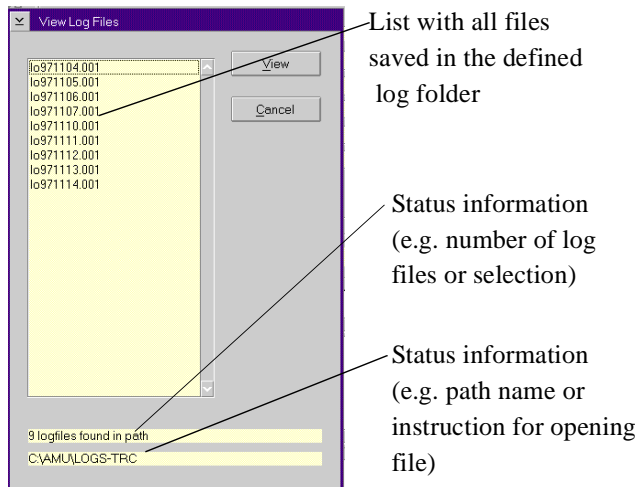 View Log Files
lo971104.001
lo971105.001
lo971106.001
lo971107.001
lo971110.001
lo971111.001
lo971112.001
lo971113.001
lo971114.001
View
Cancel
9 logfiles found in path
C:\AMU\LOGS-TRC
List with all files
saved in the defined
log folder
Status information
(e.g. number of log
files or selection)
Status information
(e.g. path name or
instruction for opening
file)